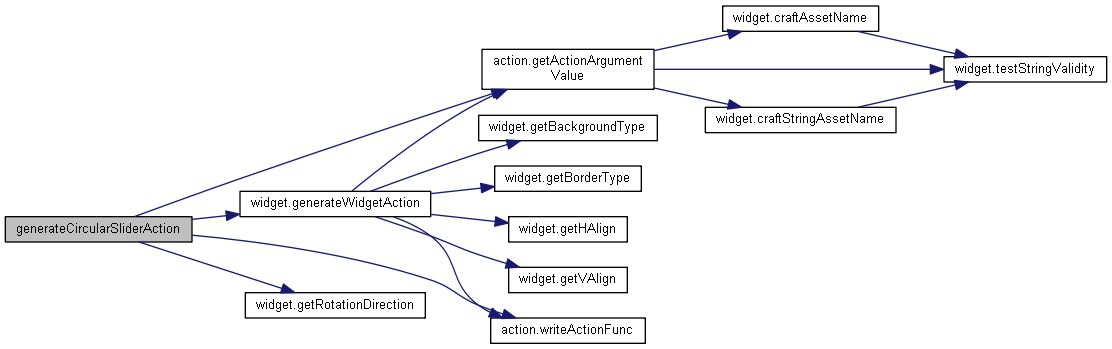 widget.craftAssetName
action.getActionArgument
Value
widget.testStringValidity
widget.craftStringAssetName
widget.getBackgroundType
widget.getBorderType
widget.generateWidgetAction
generateCircularSliderAction
widget.getHAlign
widget.getVAlign
widget.getRotationDirection
action.writeActionFunc